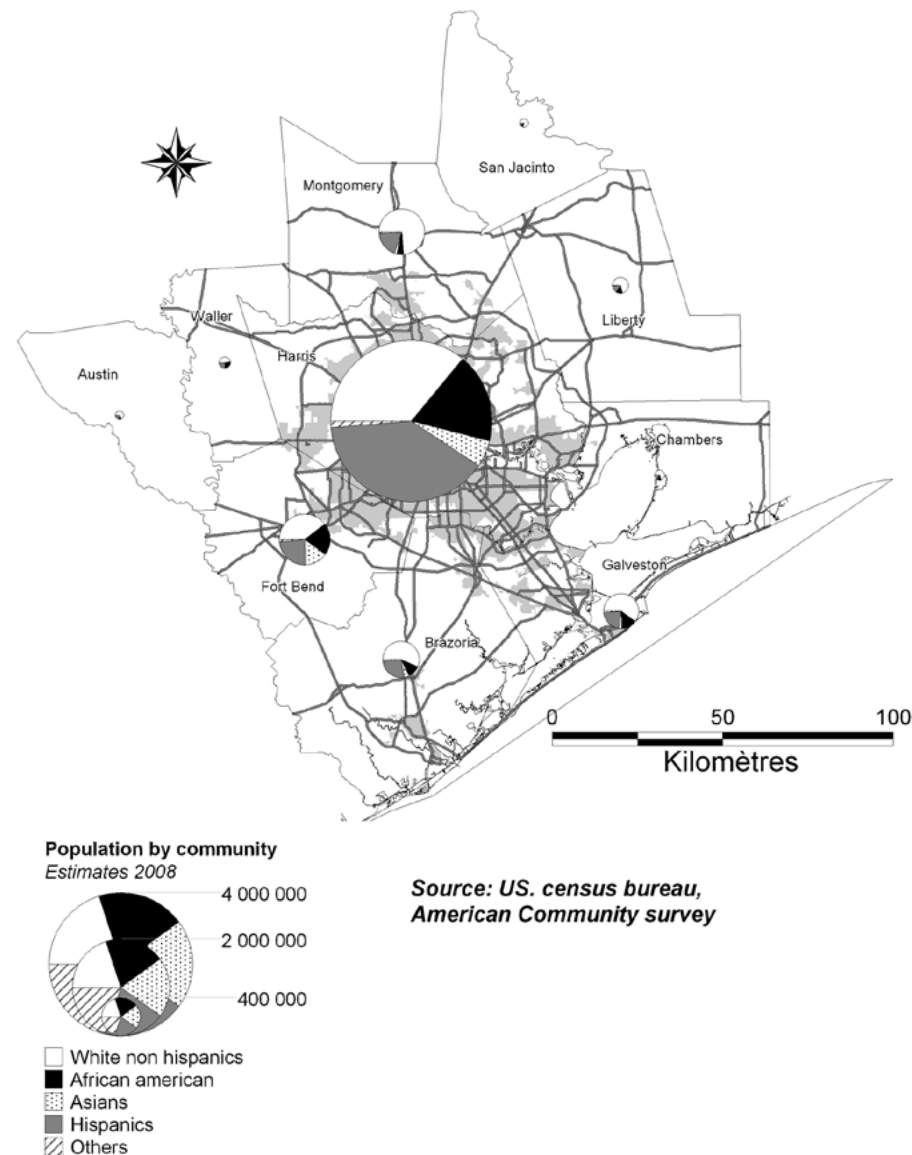 San Jacinto
Montgomery
Waller
Liberty
Harris
Austin
Chambers
Galveston
Fort Bend
Brazoria
0 50 100
Kilomètres
Population by community
Estimates 2008
4 000 000
2 000 000
400 000
Source: US. census bureau,
American Community survey
White non hispanics
African american
Asians
Hispanics
Others